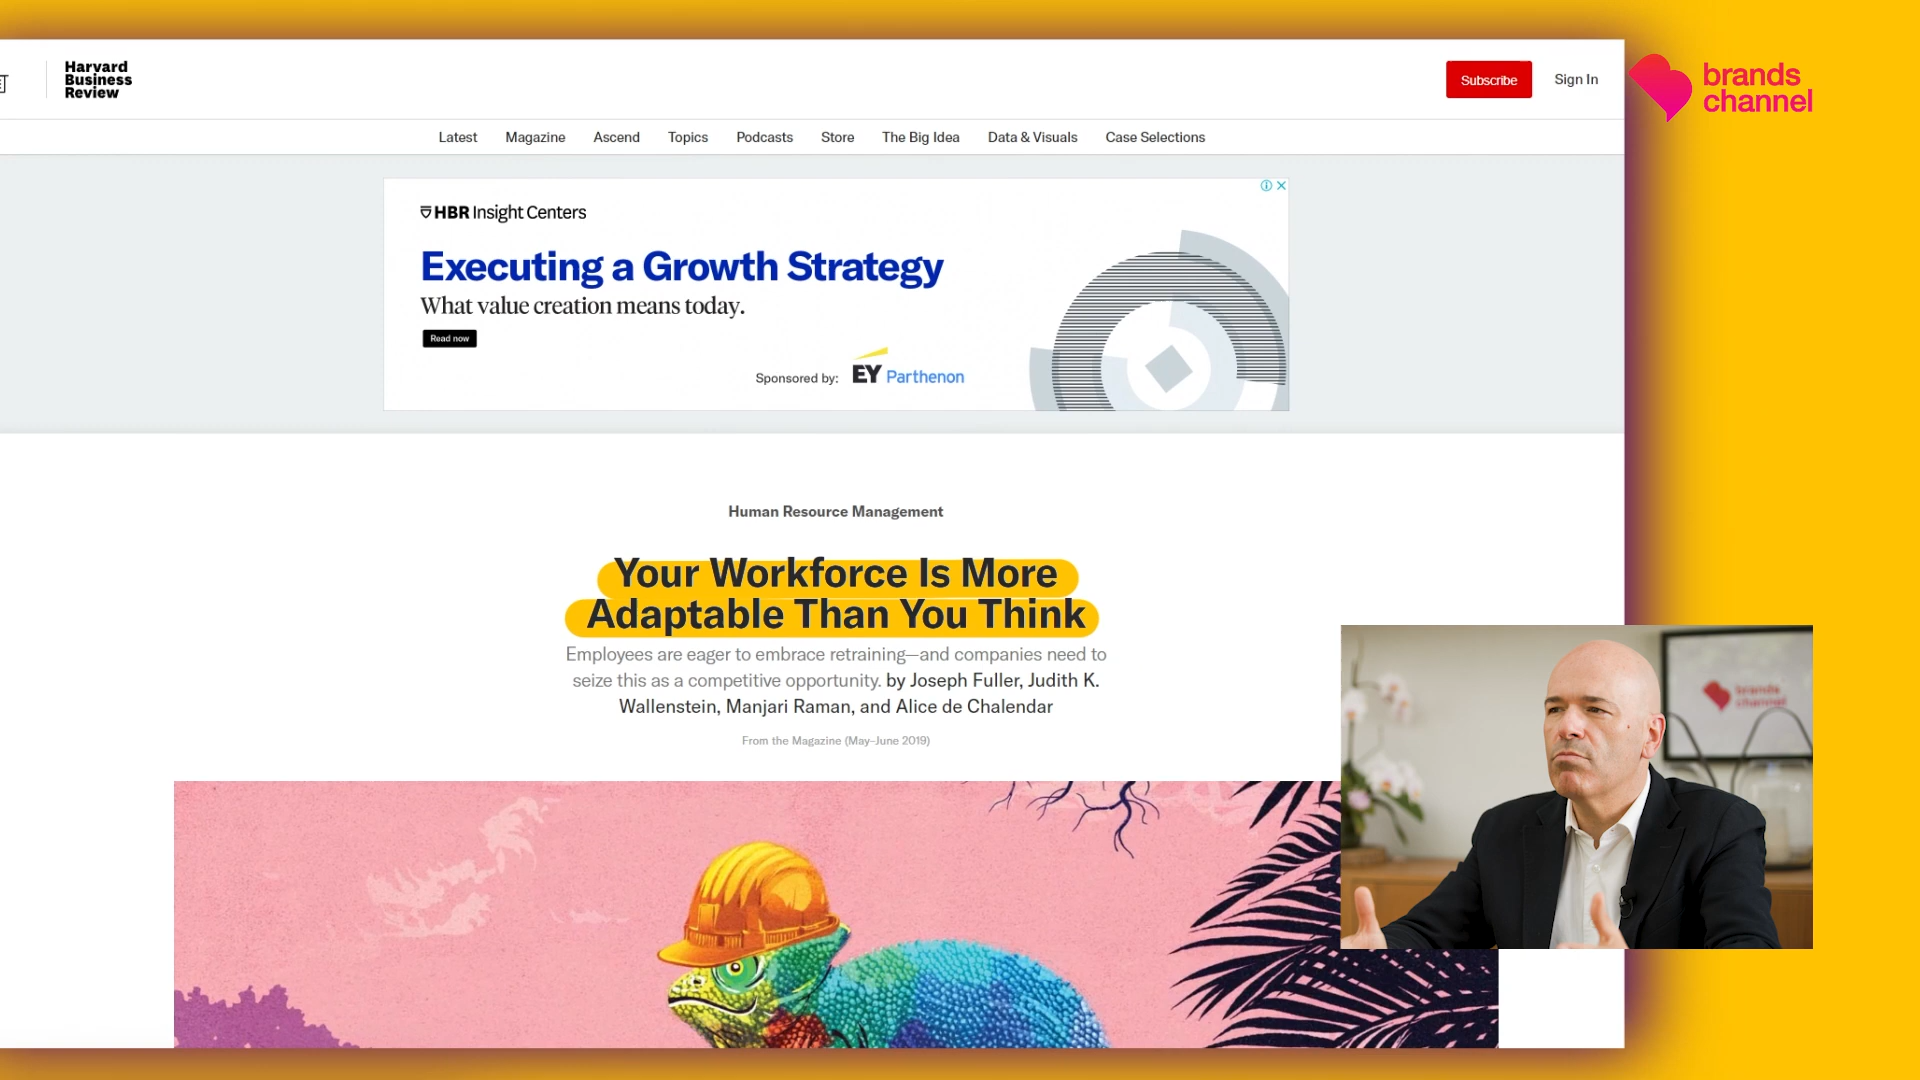 Harvard
Business
Review
Subscribe
Sign In
brands
channel
Latest
Magazine
Ascend
Topics
Podcasts
Store
The Big Idea
Data & Visuals
Case Selections
HBR Insight Centers
Executing a Growth Strategy
What value creation means today.
Read now
Sponsored by:
EY Parthenon
Human Resource Management
Your Workforce Is More
Adaptable Than You Think
Employees are eager to embrace retraining—and companies need to
seize this as a competitive opportunity. by Joseph Fuller, Judith K.
Wallenstein, Manjari Raman, and Alice de Chalendar
From the Magazine (May–June 2019)
brands
channel